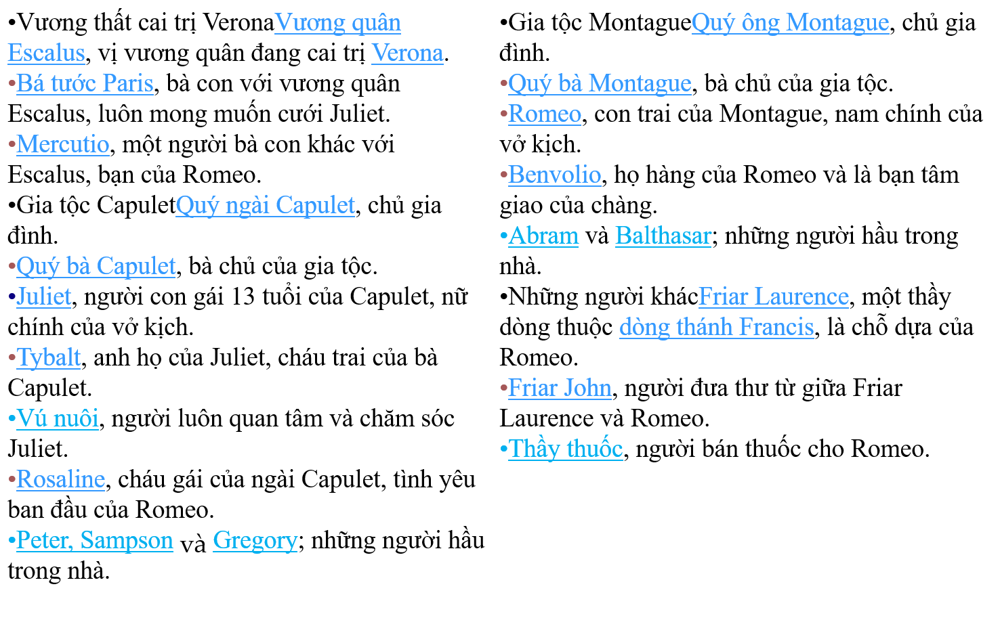 •Vương thất cai trị VeronaVương quân
Escalus, vị vương quân đang cai trị Verona.
•Bá tước Paris, bà con với vương quân
Escalus, luôn mong muốn cưới Juliet.
•Mercutio, một người bà con khác với
Escalus, bạn của Romeo.
•Gia tộc CapuletQuý ngài Capulet, chủ gia
đình.
•Quý bà Capulet, bà chủ của gia tộc.
•Juliet, người con gái 13 tuổi của Capulet, nữ
chính của vở kịch.
•Tybalt, anh họ của Juliet, cháu trai của bà
Capulet.
•Vú nuôi, người luôn quan tâm và chăm sóc
Juliet.
•Rosaline, cháu gái của ngài Capulet, tình yêu
ban đầu của Romeo.
•Peter, Sampson và Gregory; những người hầu
trong nhà.
•Gia tộc MontagueQuý ông Montague, chủ gia
đình.
•Quý bà Montague, bà chủ của gia tộc.
•Romeo, con trai của Montague, nam chính của
vở kịch.
•Benvolio, họ hàng của Romeo và là bạn tâm
giao của chàng.
•Abram và Balthasar; những người hầu trong
nhà.
•Những người khácFriar Laurence, một thầy
dòng thuộc dòng thánh Francis, là chỗ dựa của
Romeo.
•Friar John, người đưa thư từ giữa Friar
Laurence và Romeo.
•Thầy thuốc, người bán thuốc cho Romeo.